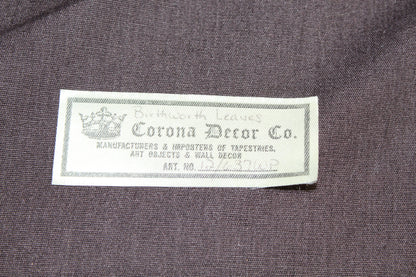 Birthworth Leaves
Corona Decor Co.
MANUFACTURERS & IMPORTERS OF TAPESTRIES,
ART OBJECTS & WALL DECOR
ART. NO.